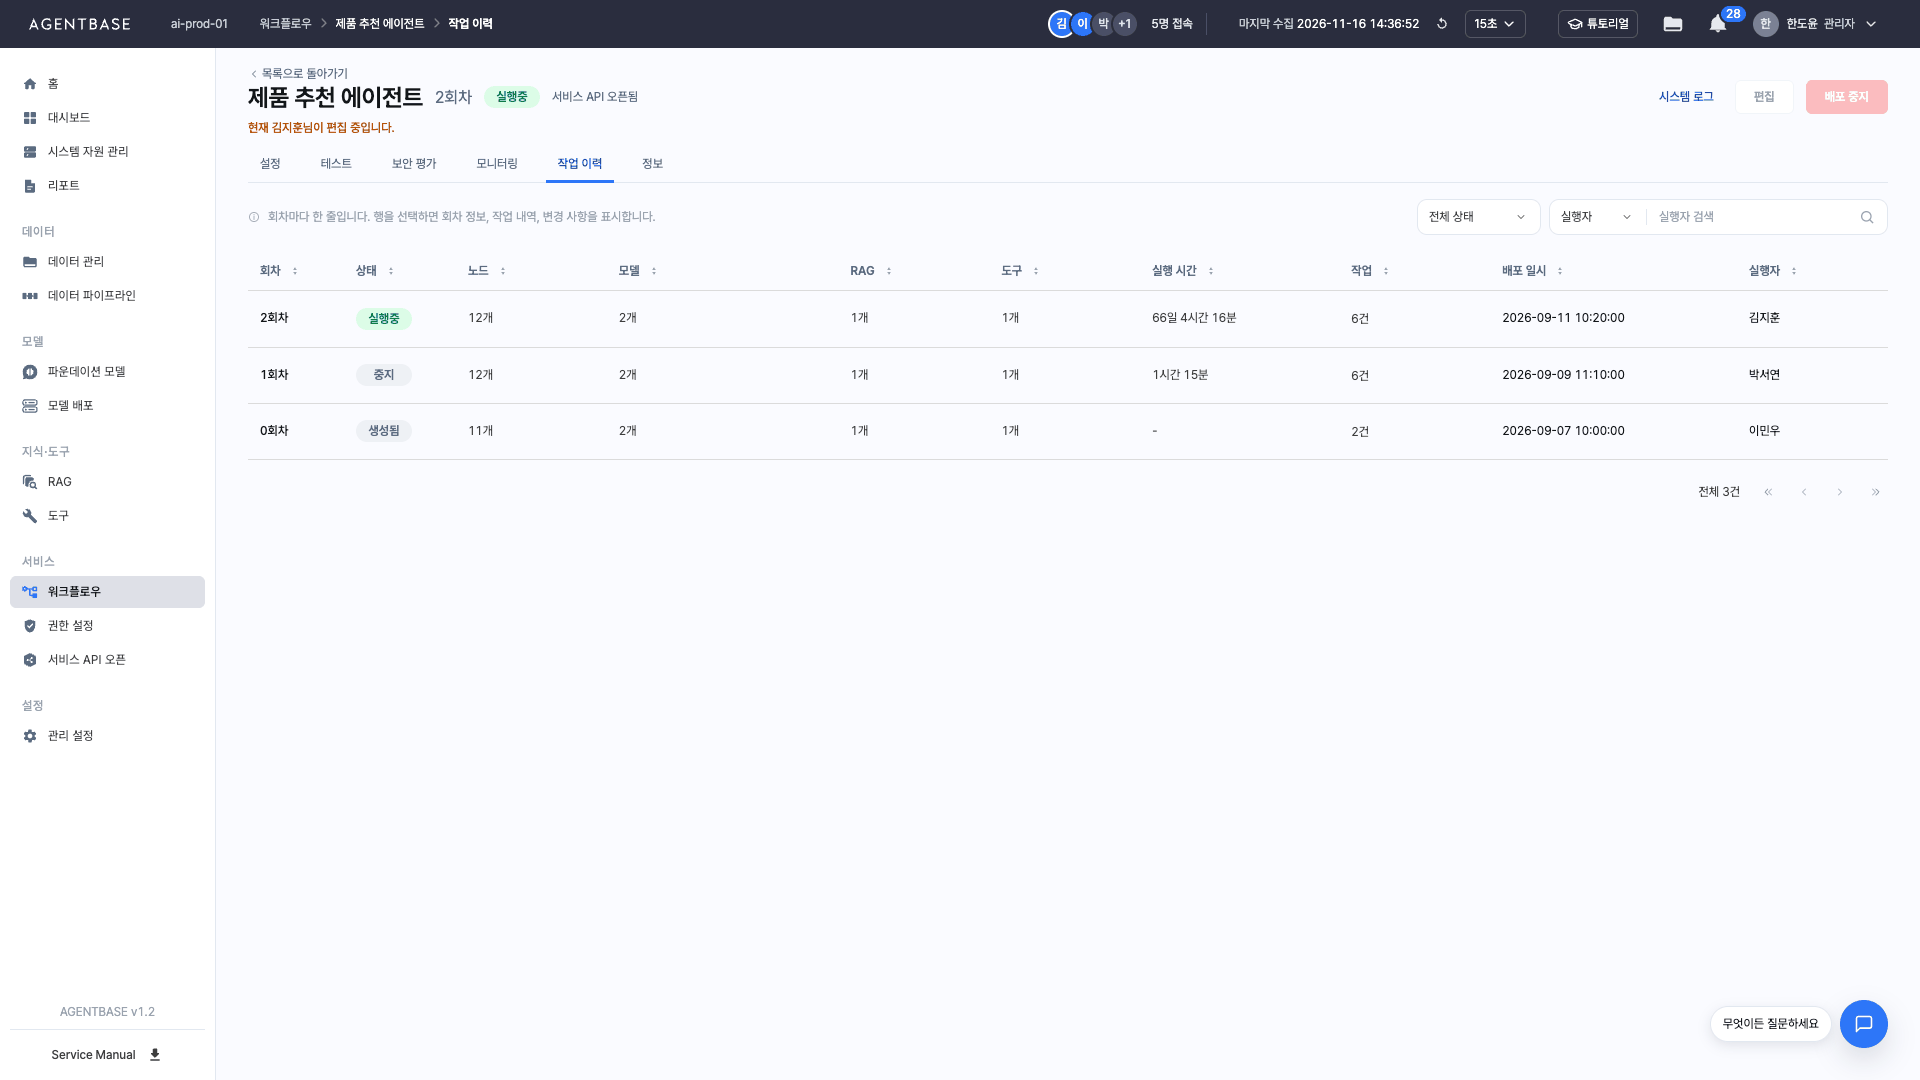 AGENTBASE
ai-prod-01
워크플로우 > 제품 추천 에이전트 > 작업 이력
김 이 박 +1 5명 접속
마지막 수집 2026-11-16 14:36:52
15초
튜토리얼
28
한 한도윤 관리자
홈
대시보드
시스템 자원 관리
리포트
데이터
데이터 관리
데이터 파이프라인
모델
파운데이션 모델
모델 배포
지식·도구
RAG
도구
서비스
워크플로우
권한 설정
서비스 API 오픈
설정
관리 설정
AGENTBASE v1.2
Service Manual
목록으로 돌아가기
제품 추천 에이전트 2회차 실행중 서비스 API 오픈됨
시스템 로그 편집 배포 중지
현재 김지훈님이 편집 중입니다.
설정 테스트 보안 평가 모니터링 작업 이력 정보
회차마다 한 줄입니다. 행을 선택하면 회차 정보, 작업 내역, 변경 사항을 표시합니다.
전체 상태 실행자 실행자 검색
회차 상태 노드 모델 RAG 도구 실행 시간 작업 배포 일시 실행자
2회차 실행중 12개 2개 1개 1개 66일 4시간 16분 6건 2026-09-11 10:20:00 김지훈
1회차 중지 12개 2개 1개 1개 1시간 15분 6건 2026-09-09 11:10:00 박서연
0회차 생성됨 11개 2개 1개 1개 - 2건 2026-09-07 10:00:00 이민우
전체 3건 « ‹ › »
무엇이든 질문하세요